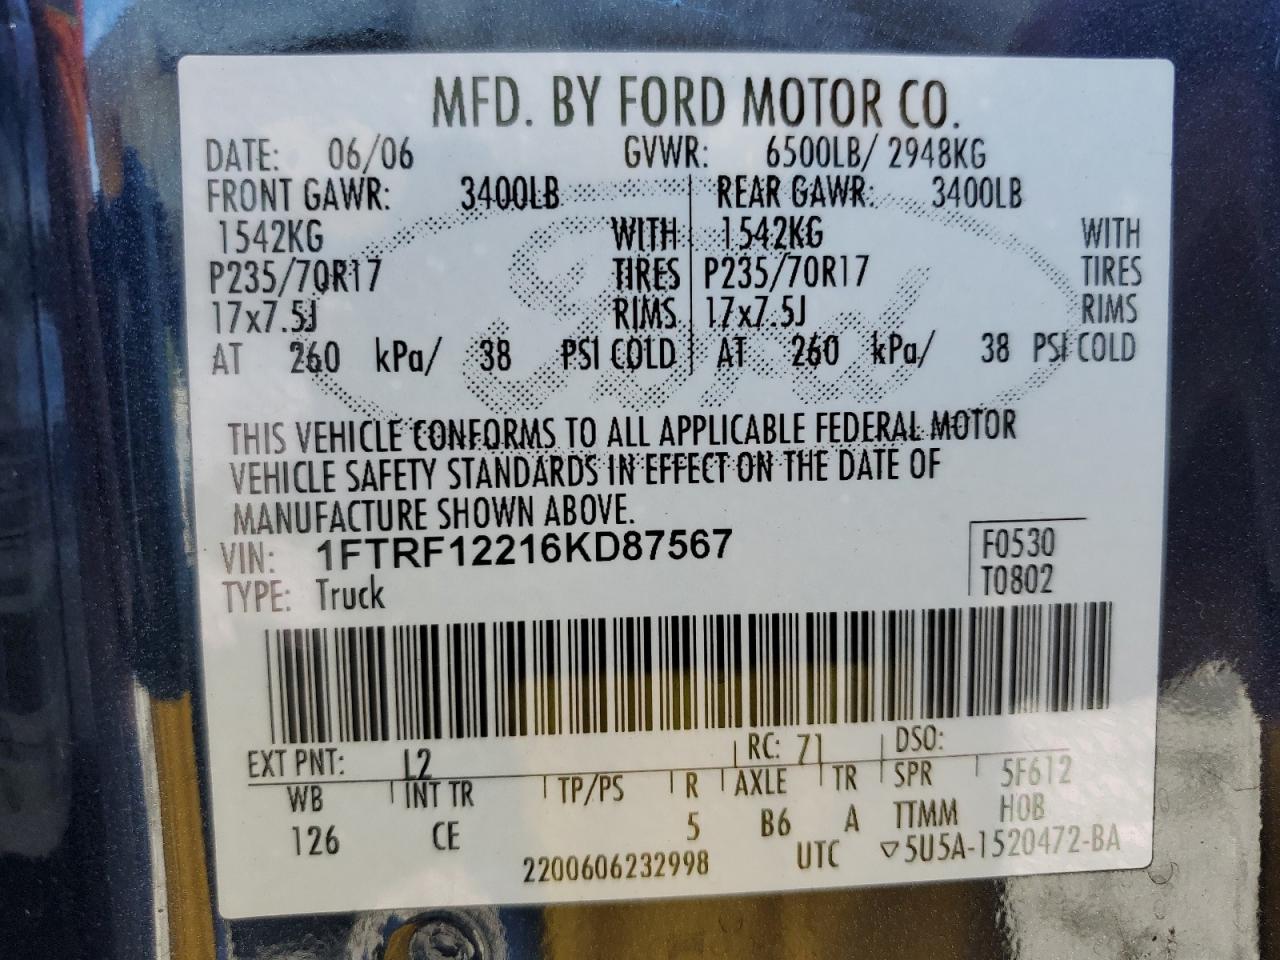 MFD. BY FORD MOTOR CO.
DATE: 06/06 GVWR: 6500LB/ 2948KG
FRONT GAWR: 3400LB REAR GAWR: 3400LB
1542KG WITH 1542KG WITH
P235/70R17 TIRES P235/70R17 TIRES
17x7.5J RIMS 17x7.5J RIMS
AT 260 kPa/ 38 PSI COLD AT 260 kPa/ 38 PSI COLD
THIS VEHICLE CONFORMS TO ALL APPLICABLE FEDERAL MOTOR
VEHICLE SAFETY STANDARDS IN EFFECT ON THE DATE OF
MANUFACTURE SHOWN ABOVE.
VIN: 1FTRF12216KD87567 F0530
TYPE: Truck T0802
EXT PNT: L2 RC: 71 DSO:
WB INT TR TP/PS R AXLE TR SPR 5F612
126 CE 5 B6 A TTMM HOB
2200606232998 UTC ▽5U5A-1520472-BA